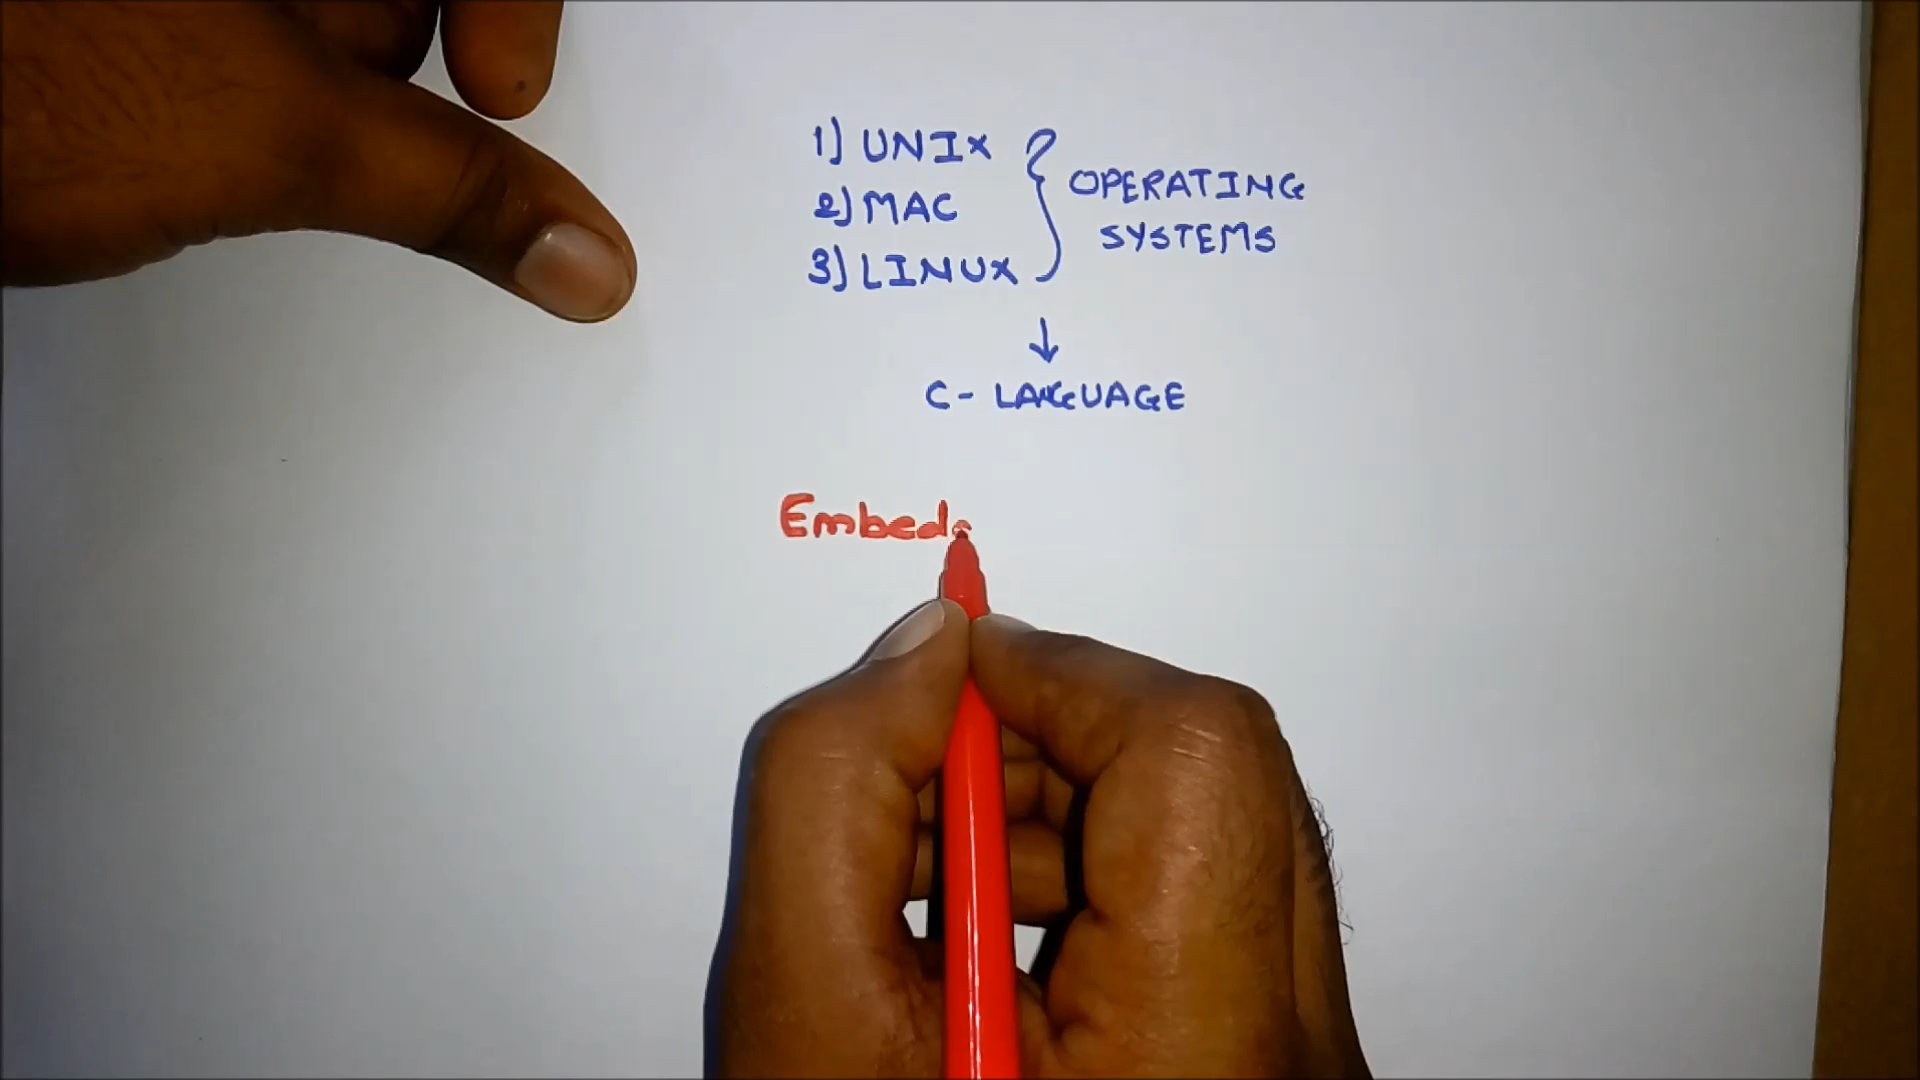 1) UNIX
2) MAC
3) LINUX
OPERATING
SYSTEMS
C - LANGUAGE
Embed